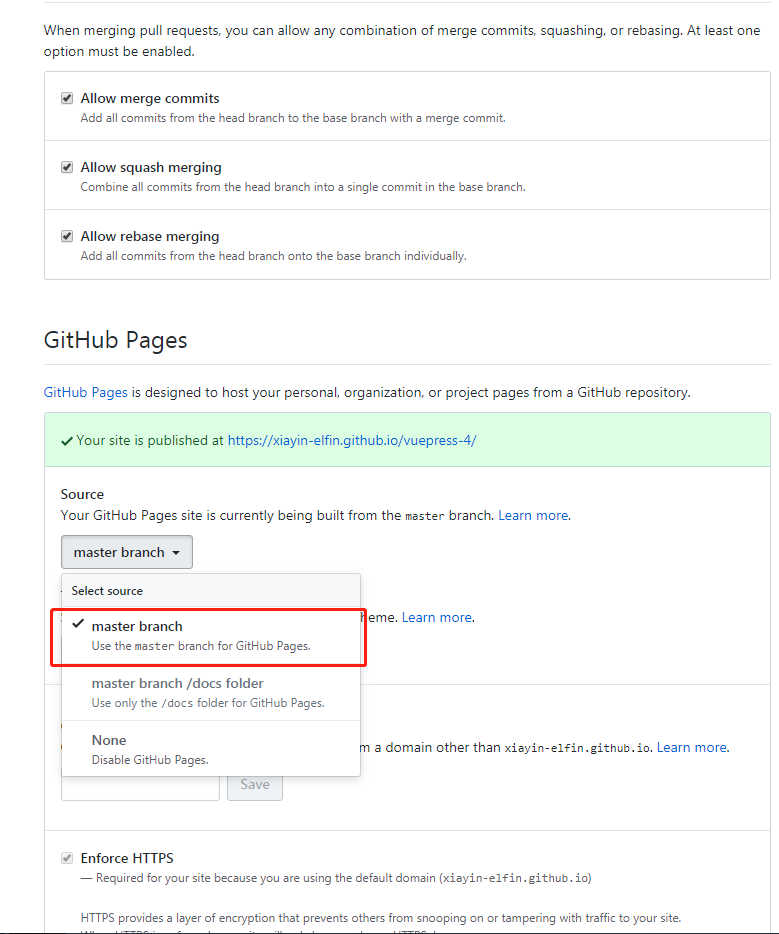 When merging pull requests, you can allow any combination of merge commits, squashing, or rebasing. At least one
option must be enabled.
Allow merge commits
Add all commits from the head branch to the base branch with a merge commit.
Allow squash merging
Combine all commits from the head branch into a single commit in the base branch.
Allow rebase merging
Add all commits from the head branch onto the base branch individually.
GitHub Pages
GitHub Pages is designed to host your personal, organization, or project pages from a GitHub repository.
Your site is published at https://xiayin-elfin.github.io/vuepress-4/
Source
Your GitHub Pages site is currently being built from the master branch. Learn more.
master branch
Select source
master branch
heme. Learn more.
Use the master branch for GitHub Pages.
master branch /docs folder
Use only the /docs folder for GitHub Pages.
None
m a domain other than xiayin-elfin.github.io. Learn more.
Disable GitHub Pages.
Save
Enforce HTTPS
— Required for your site because you are using the default domain (xiayin-elfin.github.io)
HTTPS provides a layer of encryption that prevents others from snooping on or tampering with traffic to your site.